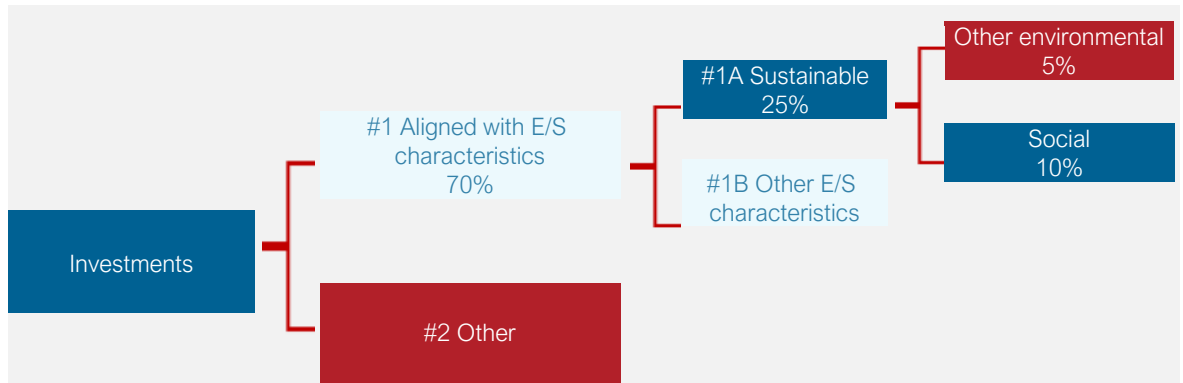 Investments
#1 Aligned with E/S
characteristics
70%
#2 Other
#1A Sustainable
25%
#1B Other E/S
characteristics
Other environmental
5%
Social
10%